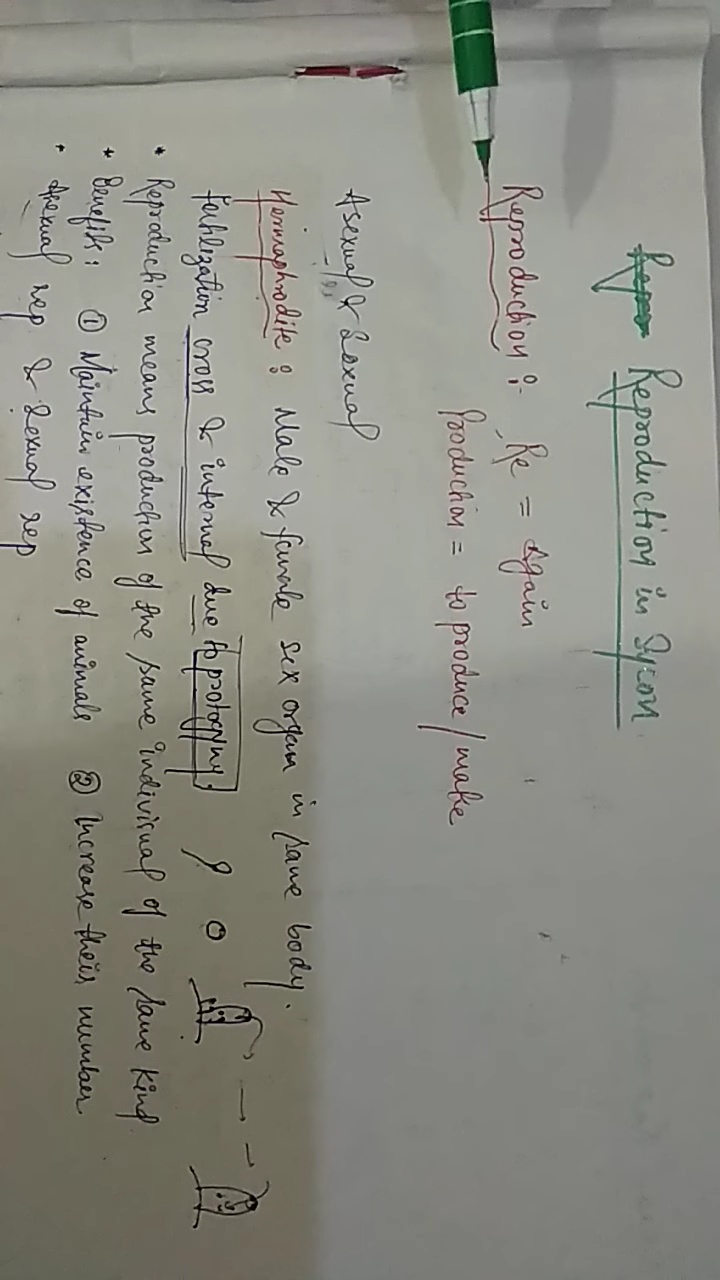 Reproduction in Sycon
Reproduction :- Re = Again
Production = to produce / make
Asexual & Sexual
Hermaphrodite : Male & female sex organ in same body.
fertilization cross & internal due to protogyny.
* Reproduction means production of the same indivisual of the same kind
* Benefits : ① Maintain existence of animals ② Increase their number
* Asexual rep & Sexual rep